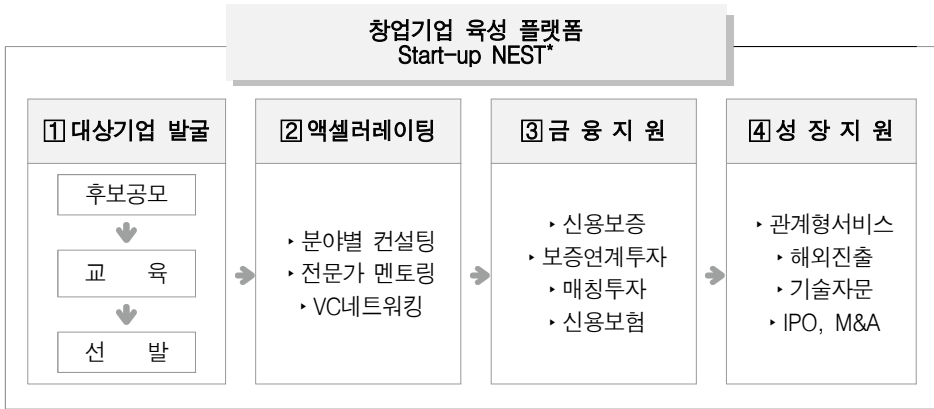 창업기업 육성 플랫폼
Start-up NEST*
1 대상기업 발굴
후보공모
교 육
선 발
2 액셀러레이팅
‣ 분야별 컨설팅
‣ 전문가 멘토링
‣ VC네트워킹
3 금 융 지 원
‣ 신용보증
‣ 보증연계투자
‣ 매칭투자
‣ 신용보험
4 성 장 지 원
‣ 관계형서비스
‣ 해외진출
‣ 기술자문
‣ IPO, M&A